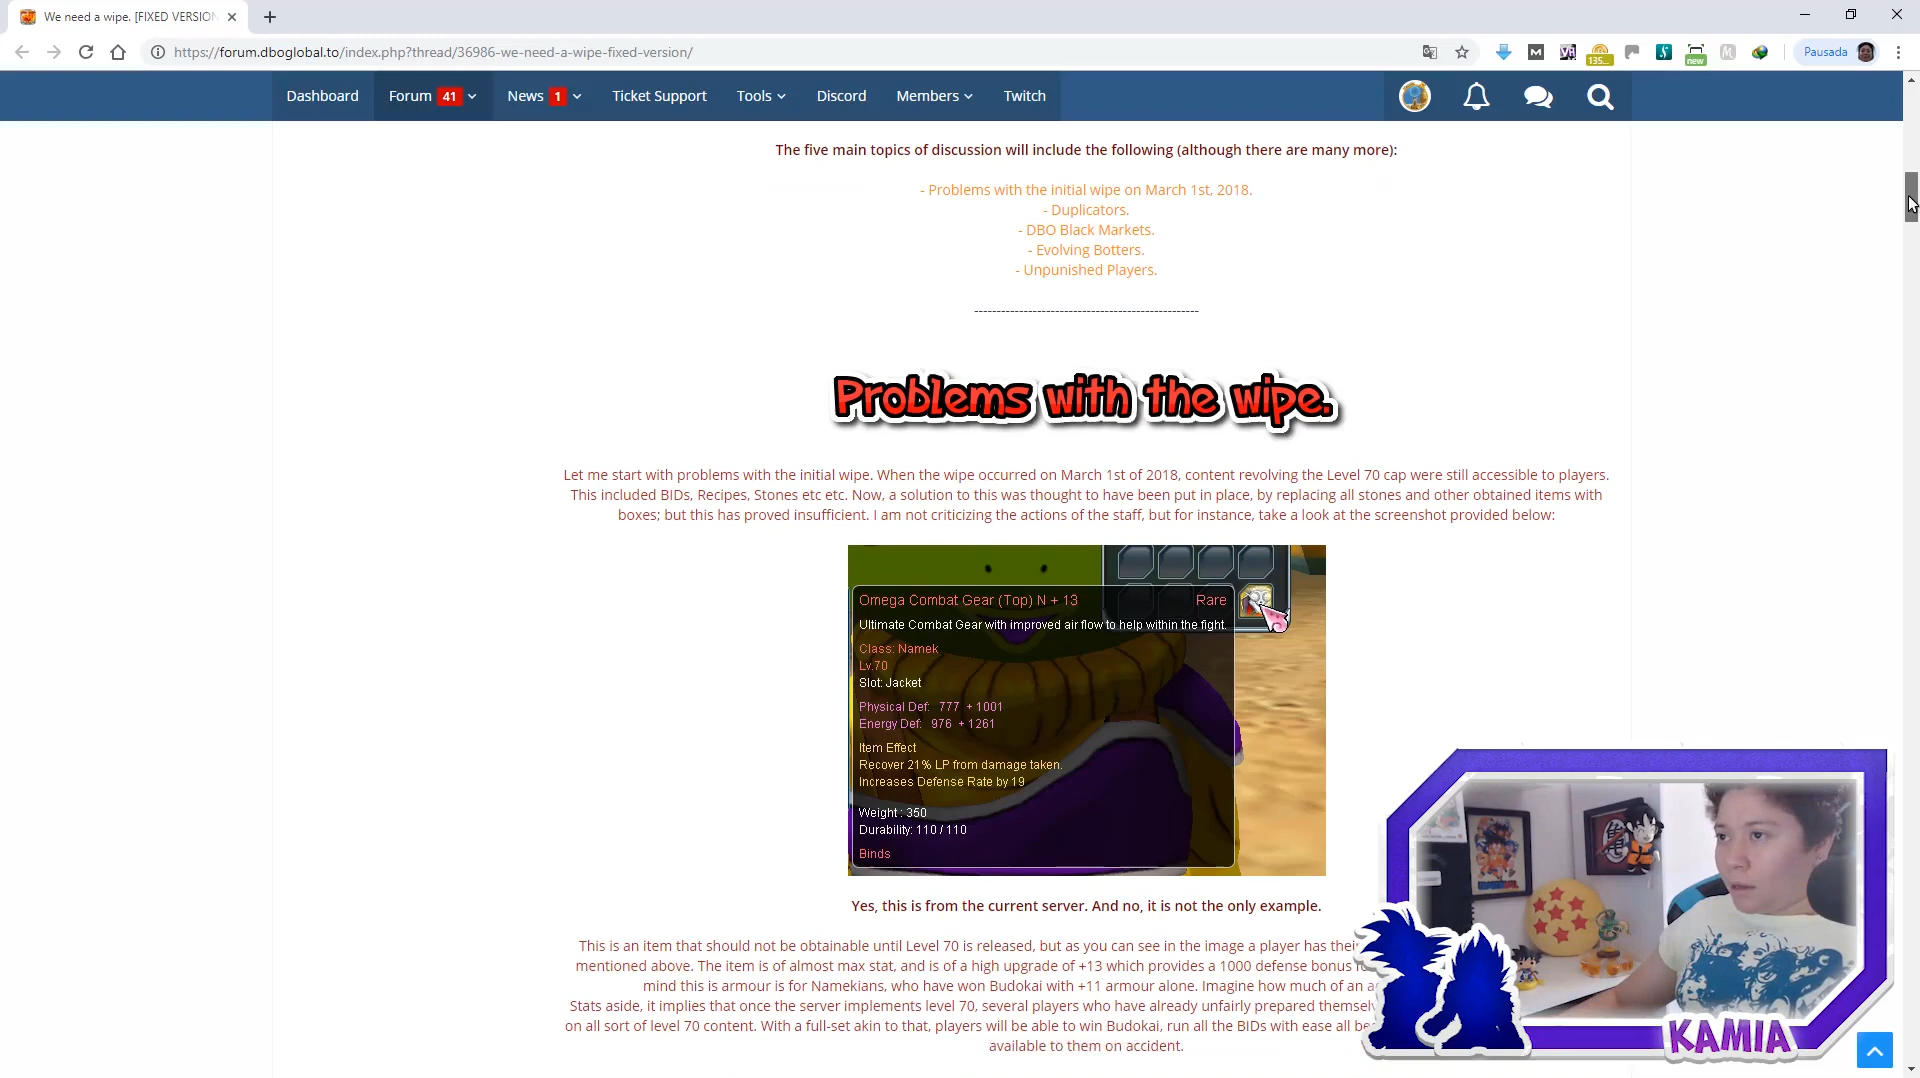 We need a wipe. [FIXED VERSION
https://forum.dboglobal.to/index.php?thread/36986-we-need-a-wipe-fixed-version/
135...
new
Pausada
Dashboard
Forum 41
News 1
Ticket Support
Tools
Discord
Members
Twitch
The five main topics of discussion will include the following (although there are many more):
- Problems with the initial wipe on March 1st, 2018.
- Duplicators.
- DBO Black Markets.
- Evolving Botters.
- Unpunished Players.
--------------------------------------------------
Problems with the wipe.
Let me start with problems with the initial wipe. When the wipe occurred on March 1st of 2018, content revolving the Level 70 cap were still accessible to players.
This included BIDs, Recipes, Stones etc etc. Now, a solution to this was thought to have been put in place, by replacing all stones and other obtained items with
boxes; but this has proved insufficient. I am not criticizing the actions of the staff, but for instance, take a look at the screenshot provided below:
Omega Combat Gear (Top) N + 13 Rare
Ultimate Combat Gear with improved air flow to help within the fight.
Class: Namek
Lv.70
Slot: Jacket
Physical Def: 777 + 1001
Energy Def: 976 + 1261
Item Effect
Recover 21% LP from damage taken.
Increases Defense Rate by 19
Weight : 350
Durability: 110 / 110
Binds
Yes, this is from the current server. And no, it is not the only example.
This is an item that should not be obtainable until Level 70 is released, but as you can see in the image a player has thei
mentioned above. The item is of almost max stat, and is of a high upgrade of +13 which provides a 1000 defense bonus
mind this is armour is for Namekians, who have won Budokai with +11 armour alone. Imagine how much of an
Stats aside, it implies that once the server implements level 70, several players who have already unfairly prepared themsel
on all sort of level 70 content. With a full-set akin to that, players will be able to win Budokai, run all the BIDs with ease all
available to them on accident.
KAMIA